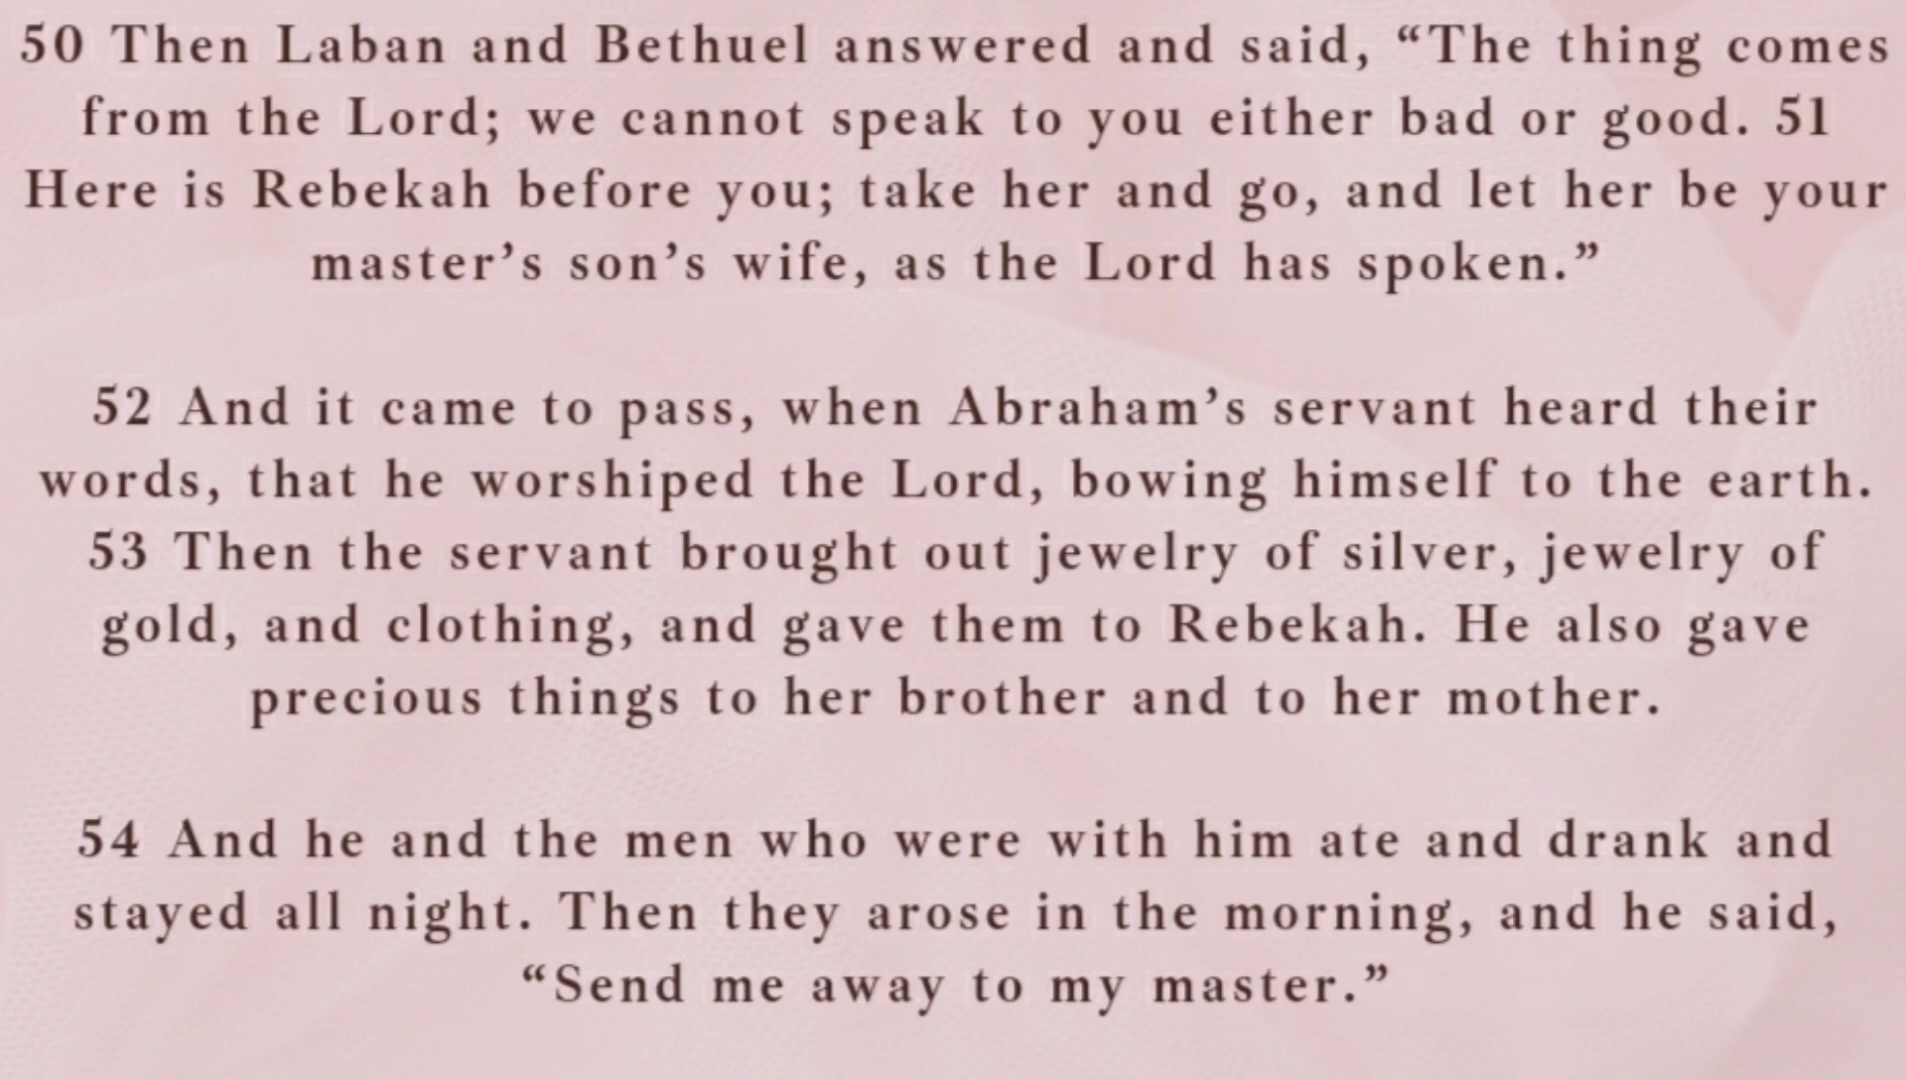 50 Then Laban and Bethuel answered and said, “The thing comes
from the Lord; we cannot speak to you either bad or good. 51
Here is Rebekah before you; take her and go, and let her be your
master’s son’s wife, as the Lord has spoken.”
52 And it came to pass, when Abraham’s servant heard their
words, that he worshiped the Lord, bowing himself to the earth.
53 Then the servant brought out jewelry of silver, jewelry of
gold, and clothing, and gave them to Rebekah. He also gave
precious things to her brother and to her mother.
54 And he and the men who were with him ate and drank and
stayed all night. Then they arose in the morning, and he said,
“Send me away to my master.”